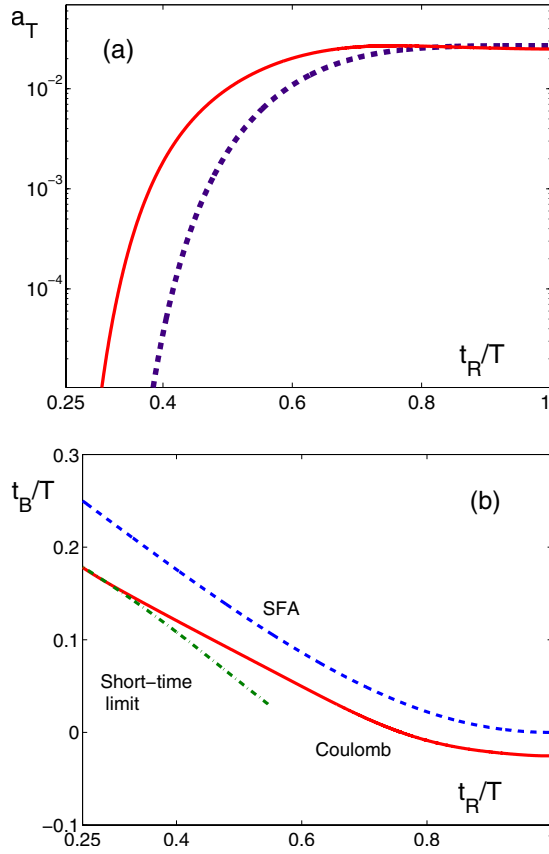 a_T
(a)
10^−2
10^−3
10^−4
t_R/T
0.25 0.4 0.6 0.8 1
0.3
t_B/T
(b)
0.2
SFA
0.1
Short−time
limit
0
Coulomb
t_R/T
−0.1
0.25 0.4 0.6 0.8